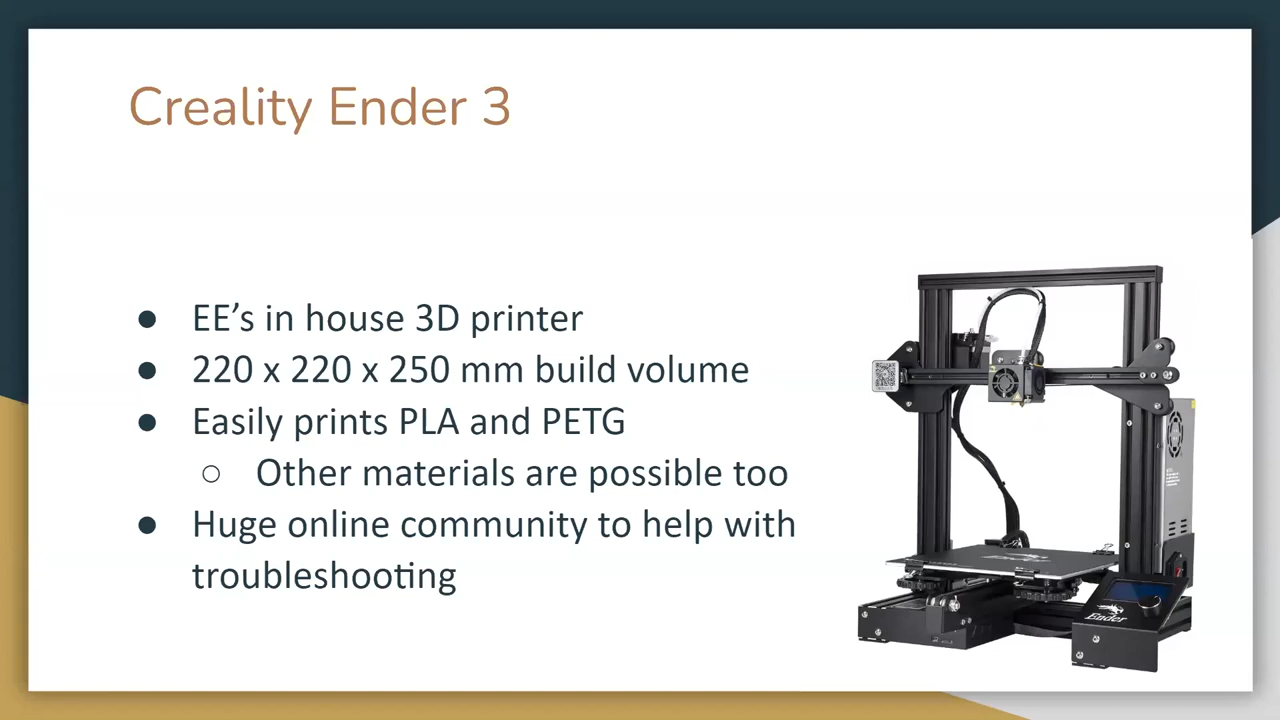 Creality Ender 3
● EE’s in house 3D printer
● 220 x 220 x 250 mm build volume
● Easily prints PLA and PETG
○ Other materials are possible too
● Huge online community to help with
troubleshooting
Ender